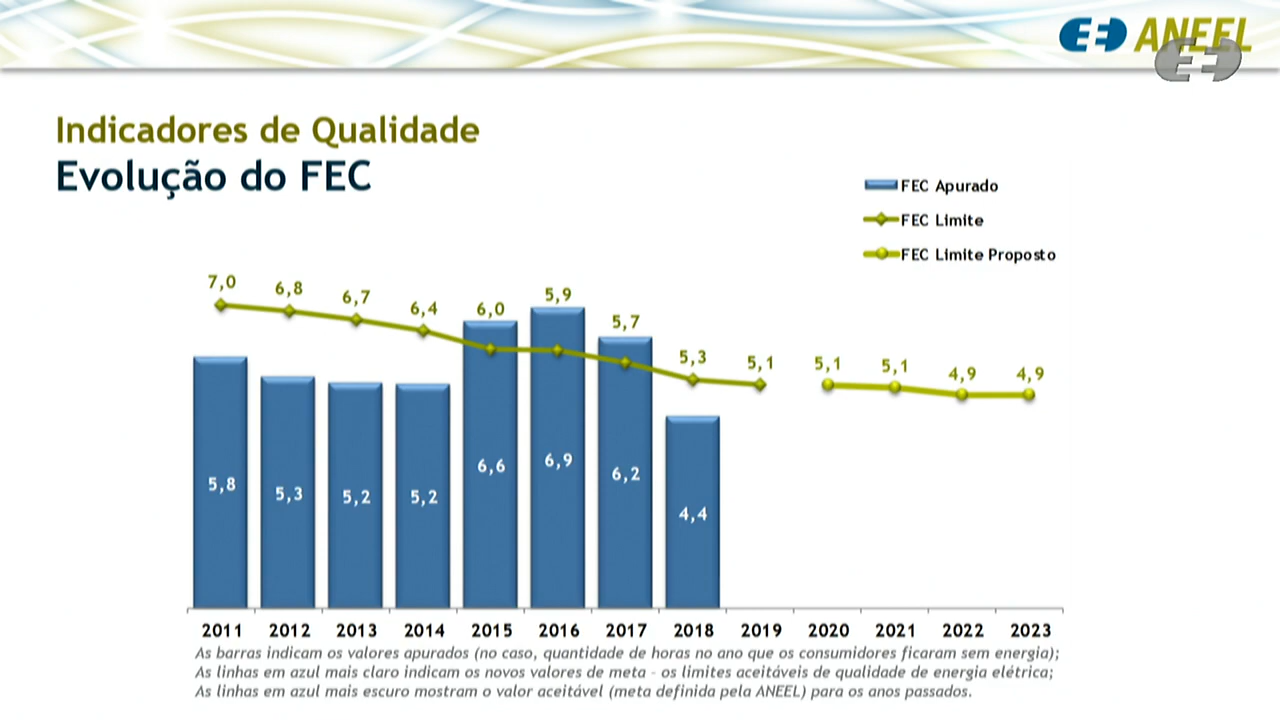 ANEEL
Indicadores de Qualidade
Evolução do FEC
FEC Apurado
FEC Limite
FEC Limite Proposto
7,0 6,8 6,7 6,4 6,0 5,9 5,7 5,3 5,1 5,1 5,1 4,9 4,9
5,8 5,3 5,2 5,2 6,6 6,9 6,2 4,4
2011 2012 2013 2014 2015 2016 2017 2018 2019 2020 2021 2022 2023
As barras indicam os valores apurados (no caso, quantidade de horas no ano que os consumidores ficaram sem energia);
As linhas em azul mais claro indicam os novos valores de meta - os limites aceitáveis de qualidade de energia elétrica;
As linhas em azul mais escuro mostram o valor aceitável (meta definida pela ANEEL) para os anos passados.